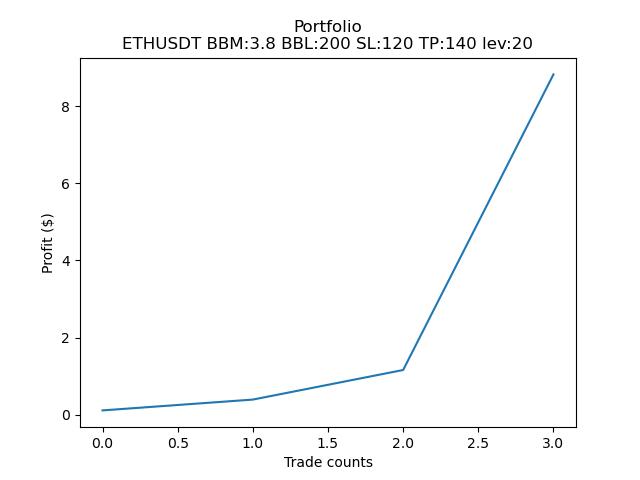 Portfolio
ETHUSDT BBM:3.8 BBL:200 SL:120 TP:140 lev:20
8
6
4
2
0
Profit ($)
0.0 0.5 1.0 1.5 2.0 2.5 3.0
Trade counts